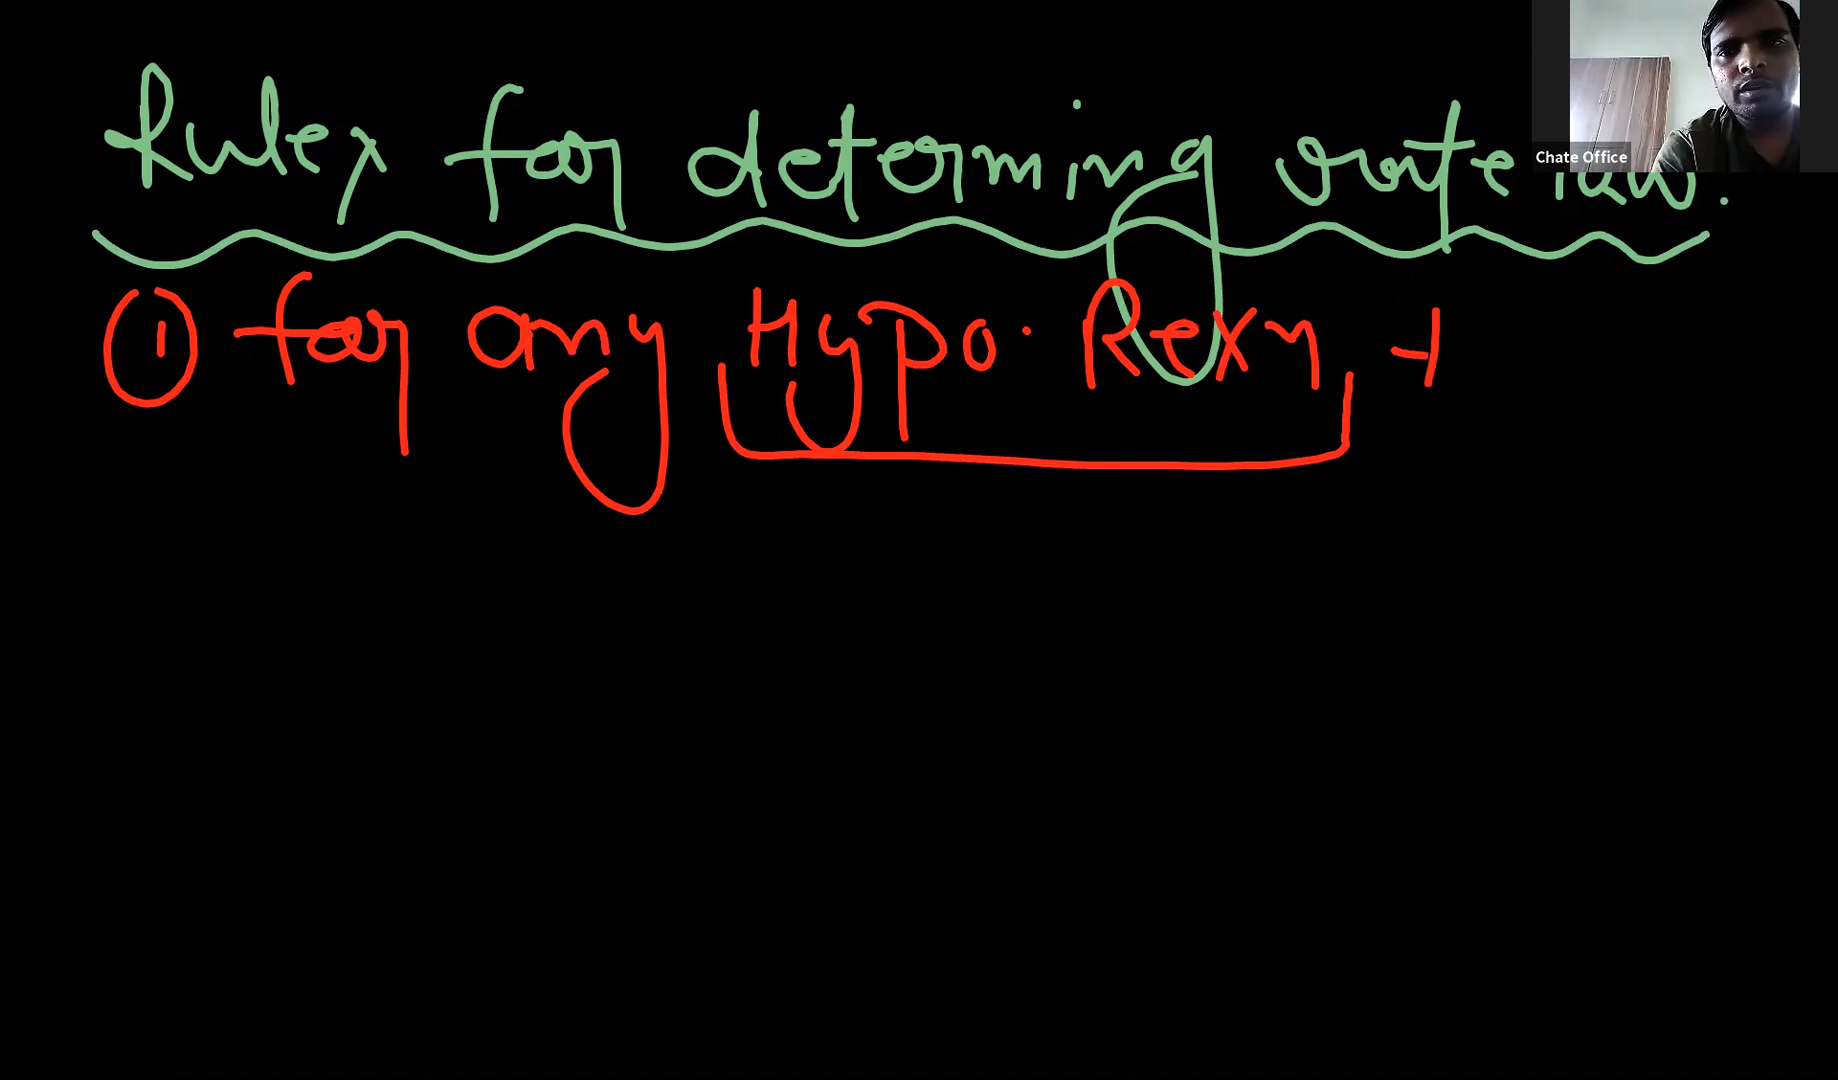 Rules for determing rate law.
Chate Office
① for any Hypo. Rexn,